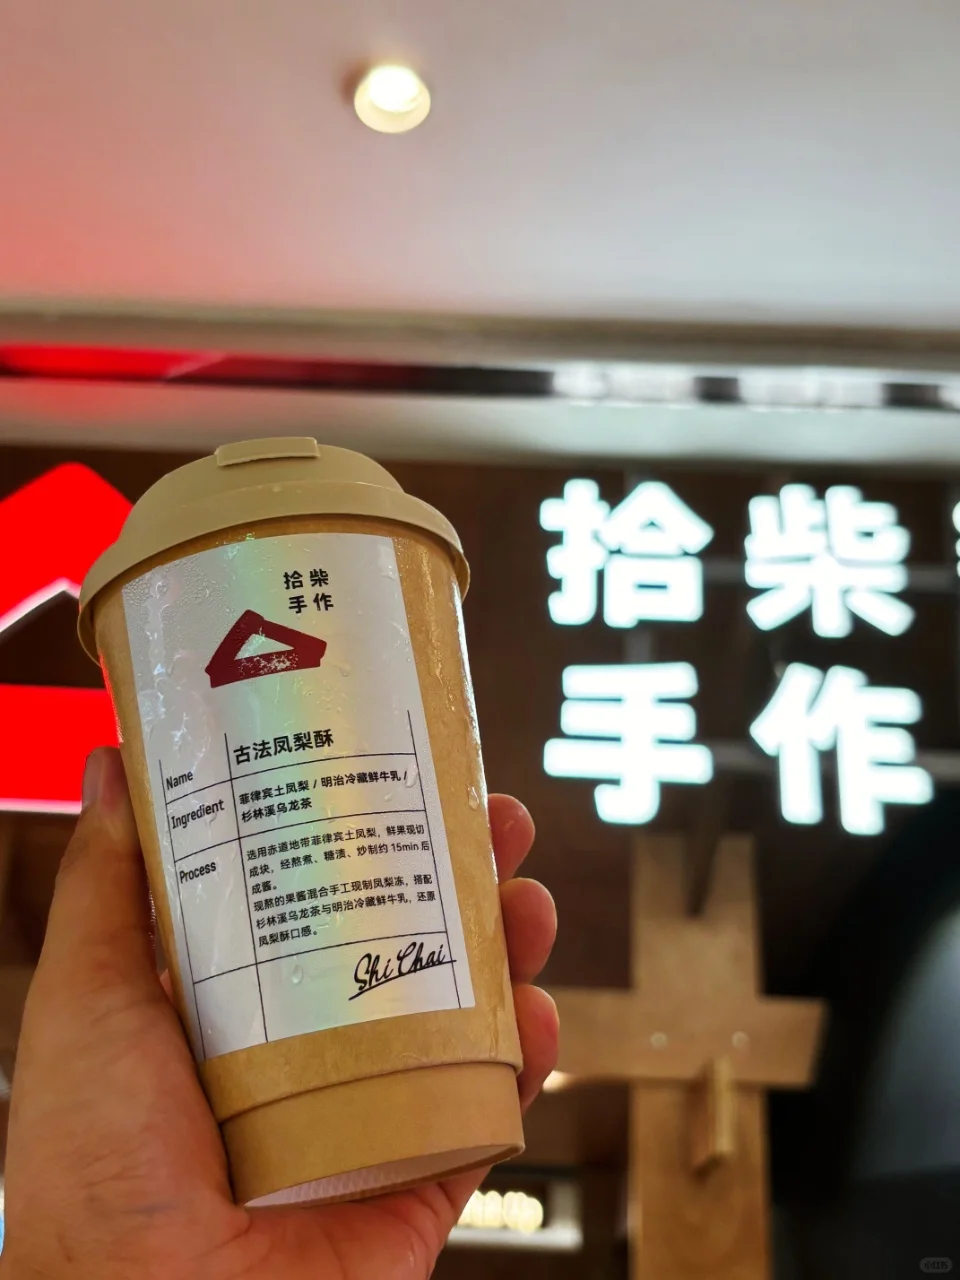 拾柴
手作
拾柴
手作
Name
古法凤梨酥
Ingredient
菲律宾土凤梨 / 明治冷藏鲜牛乳 /
杉林溪乌龙茶
Process
选用赤道地带菲律宾土凤梨，鲜果现切
成块，经熬煮、糖渍、炒制约 15min 后
成酱。
现熬的果酱混合手工现制凤梨冻，搭配
杉林溪乌龙茶与明治冷藏鲜牛乳，还原
凤梨酥口感。
Shi Chai
小红书